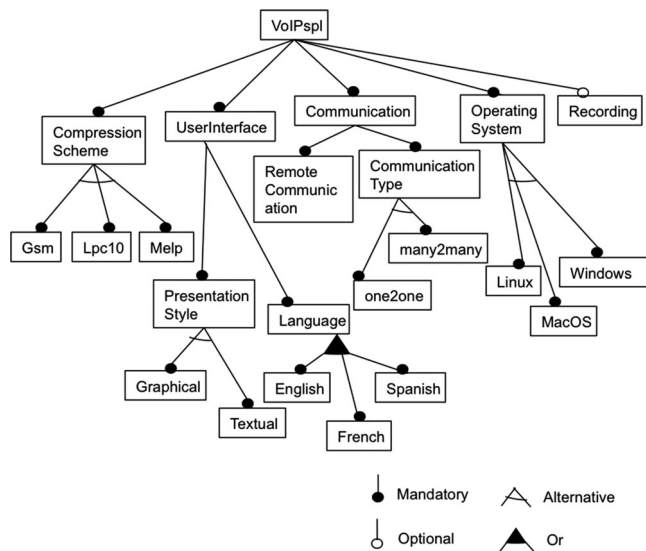 VoIPspl
Compression
Scheme
UserInterface
Communication
Operating
System
Recording
Remote
Communic
ation
Communication
Type
Gsm
Lpc10
Melp
many2many
one2one
Linux
Windows
MacOS
Presentation
Style
Language
Graphical
Textual
English
Spanish
French
Mandatory
Alternative
Optional
Or